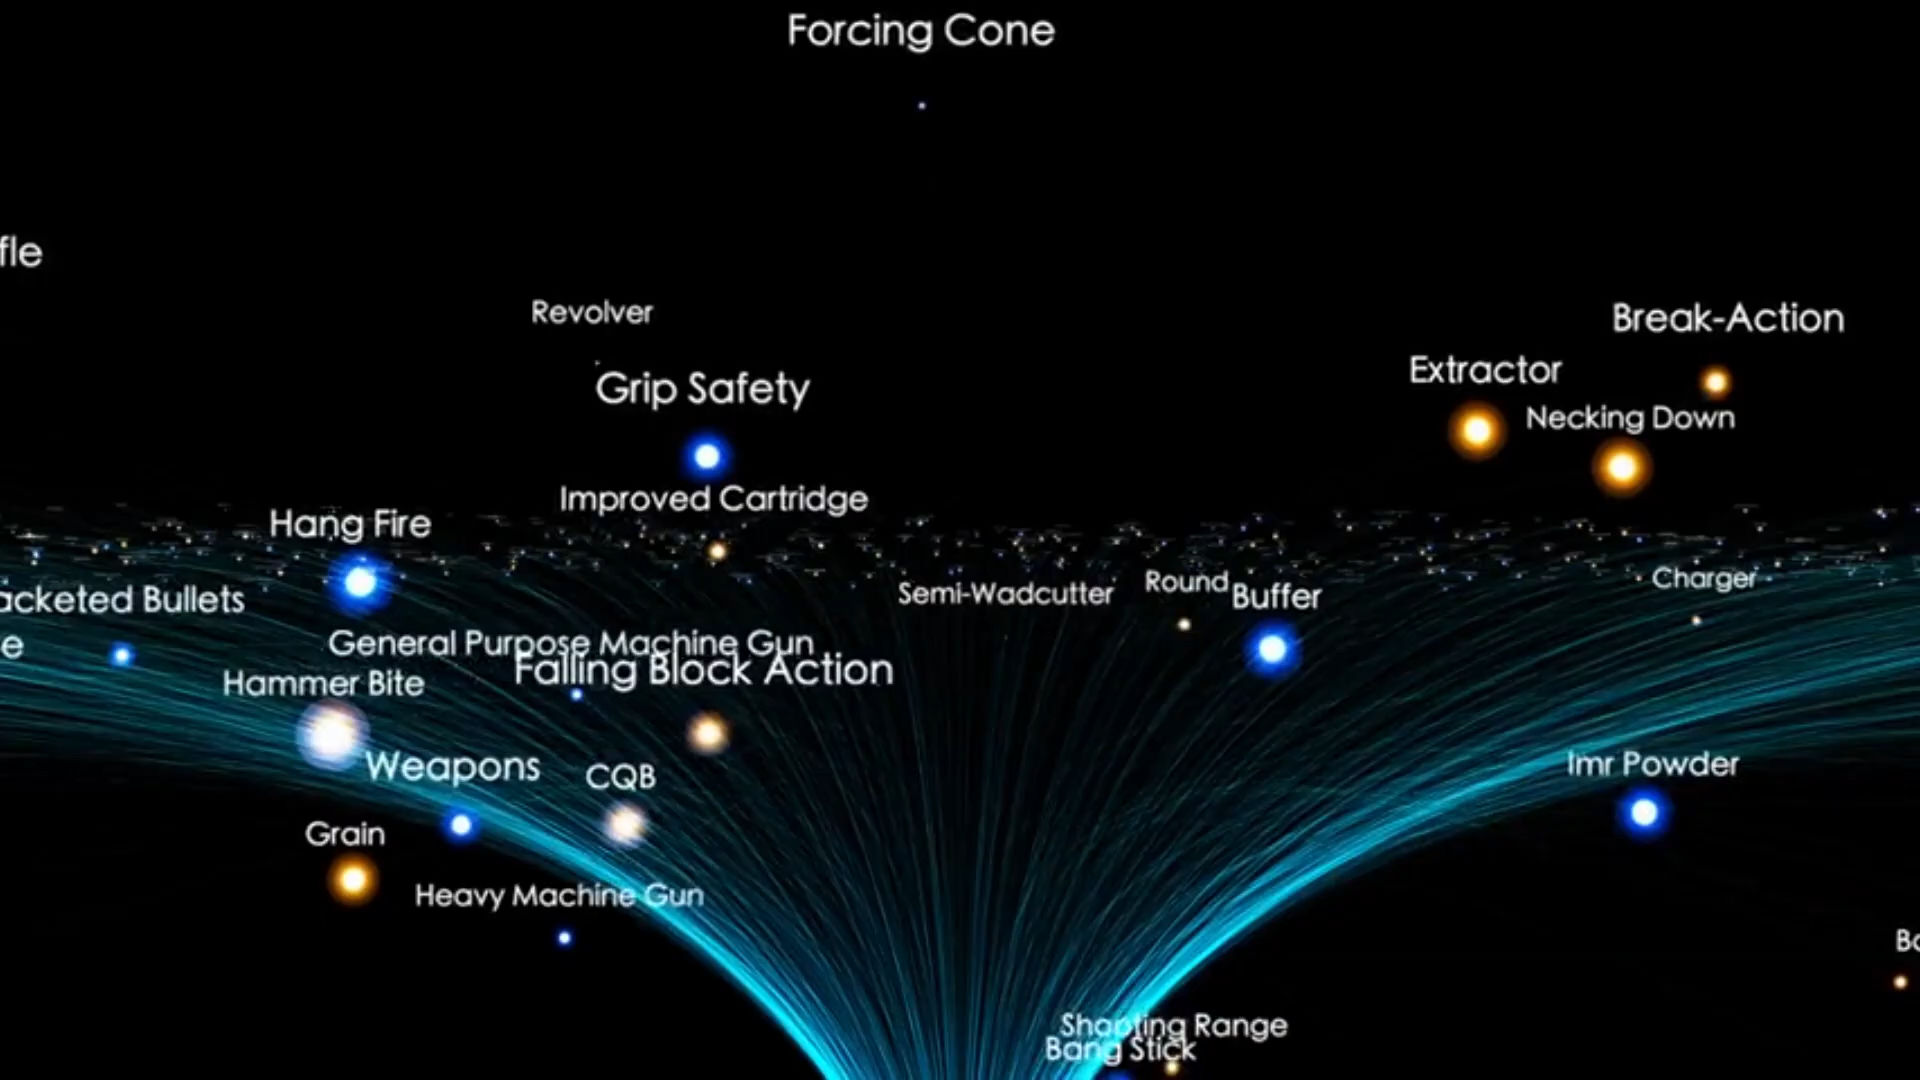 Forcing Cone
fle
Revolver
Break-Action
Extractor
Grip Safety
Necking Down
Improved Cartridge
Hang Fire
Charger
Round
Semi-Wadcutter
Buffer
acketed Bullets
e
General Purpose Machine Gun
Falling Block Action
Hammer Bite
Weapons
CQB
Imr Powder
Grain
Heavy Machine Gun
Bo
Shooting Range
Bang Stick